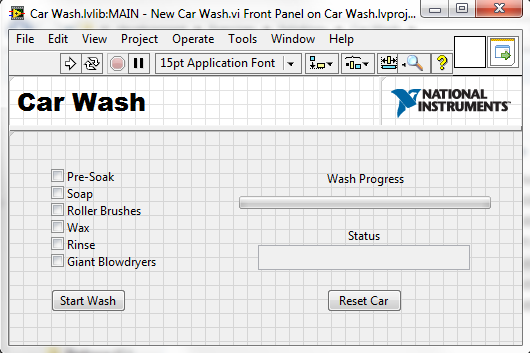 Car Wash.lvlib:MAIN - New Car Wash.vi Front Panel on Car Wash.lvproj...
File Edit View Project Operate Tools Window Help
15pt Application Font
?
Car Wash
NATIONAL
INSTRUMENTS™
Pre-Soak
Soap
Roller Brushes
Wax
Rinse
Giant Blowdryers
Start Wash
Wash Progress
Status
Reset Car